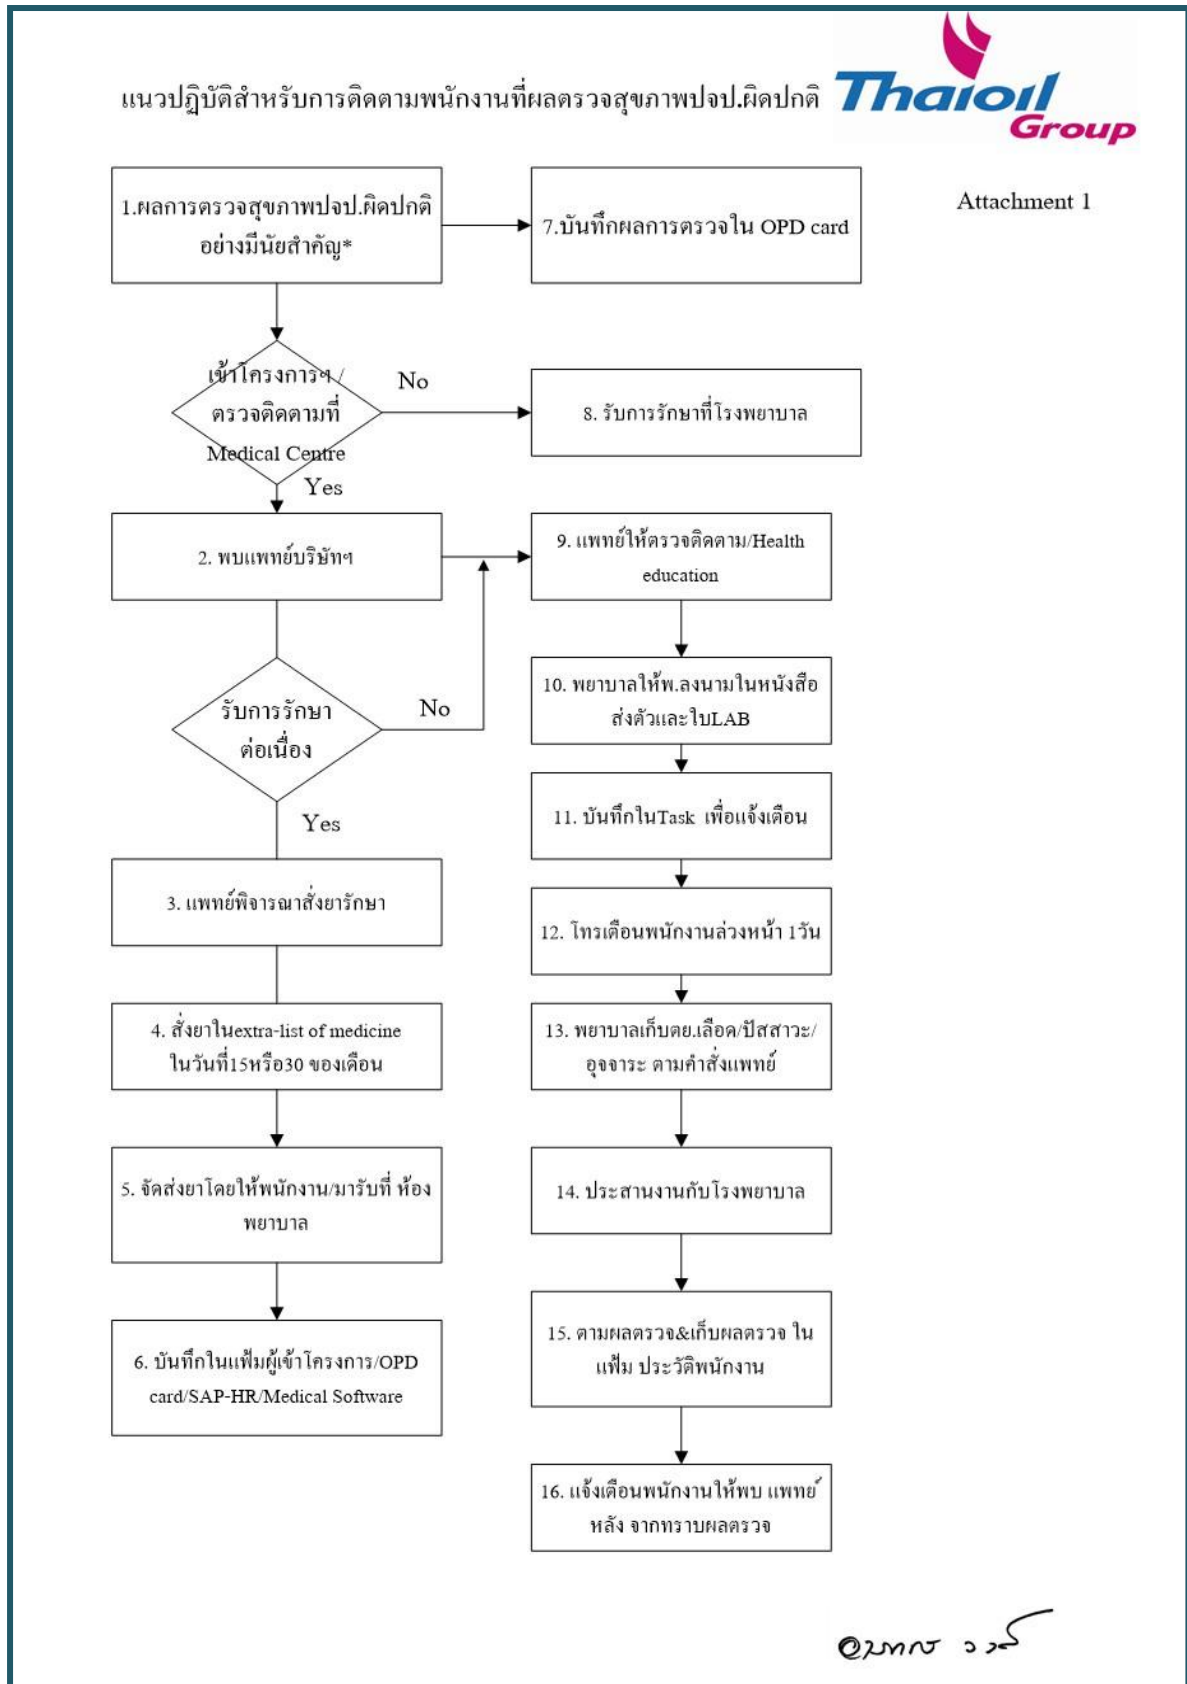 Thaioil
Group
แนวปฏิบัติสำหรับการติดตามพนักงานที่ผลตรวจสุขภาพปจป.ผิดปกติ
Attachment 1
1.ผลการตรวจสุขภาพปจป.ผิดปกติ
อย่างมีนัยสำคัญ*
7.บันทึกผลการตรวจใน OPD card
เข้าโครงการฯ /
ตรวจติดตามที่
Medical Centre
No
8. รับการรักษาที่โรงพยาบาล
Yes
2. พบแพทย์บริษัทฯ
9. แพทย์ให้ตรวจติดตาม/Health
education
รับการรักษา
ต่อเนื่อง
No
Yes
10. พยาบาลให้พ.ลงนามในหนังสือ
ส่งตัวและใบLAB
11. บันทึกในTask เพื่อแจ้งเตือน
3. แพทย์พิจารณาสั่งยารักษา
12. โทรเตือนพนักงานล่วงหน้า 1วัน
4. สั่งยาในextra-list of medicine
ในวันที่15หรือ30 ของเดือน
13. พยาบาลเก็บตย.เลือด/ปัสสาวะ/
อุจจาระ ตามคำสั่งแพทย์
5. จัดส่งยาโดยให้พนักงาน/มารับที่ ห้อง
พยาบาล
14. ประสานงานกับโรงพยาบาล
6. บันทึกในแฟ้มผู้เข้าโครงการ/OPD
card/SAP-HR/Medical Software
15. ตามผลตรวจ&เก็บผลตรวจ ใน
แฟ้ม ประวัติพนักงาน
16. แจ้งเตือนพนักงานให้พบ แพทย์
หลัง จากทราบผลตรวจ